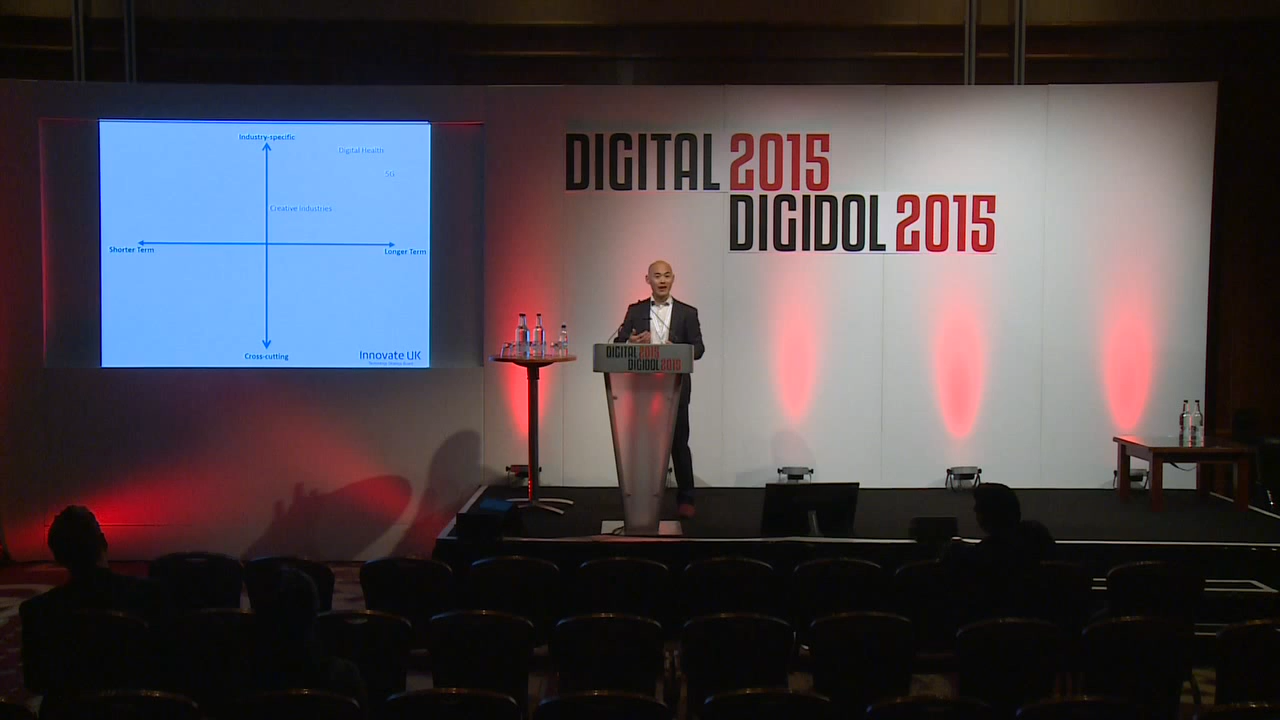 Industry-specific
Digital Health
5G
Creative Industries
Shorter Term
Longer Term
Cross-cutting
Innovate UK
DIGITAL 2015
DIGIDOL 2015
DIGITAL 2015
DIGIDOL 2015